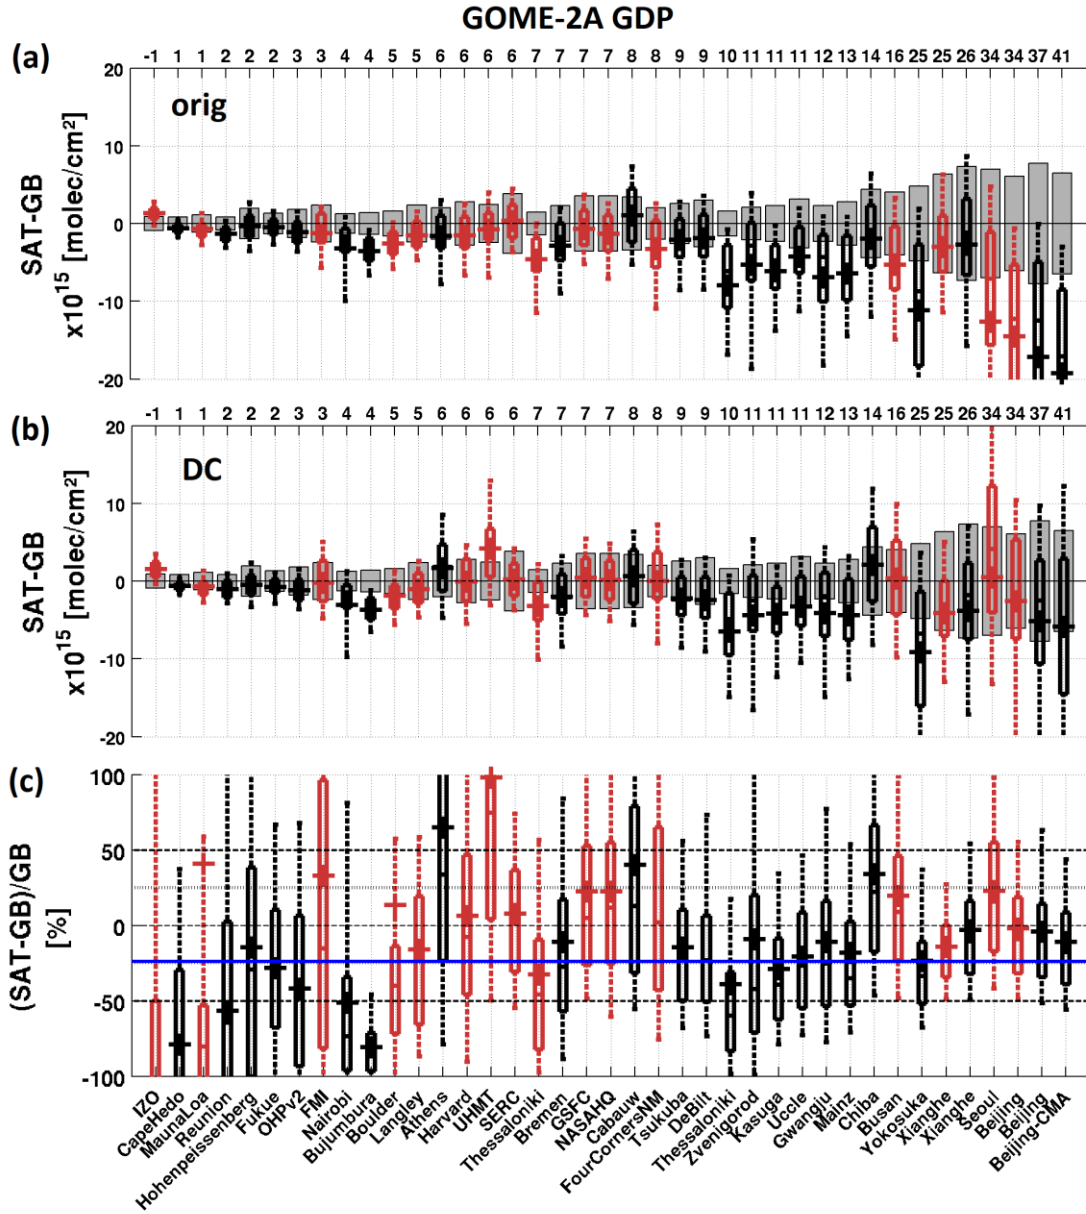 GOME-2A GDP
(a)
-1 1 1 2 2 2 3 3 4 4 5 5 6 6 6 6 7 7 7 7 8 8 9 9 10 11 11 11 12 13 14 16 25 25 26 34 34 37 41
orig
SAT-GB
x10¹⁵ [molec/cm²]
20
10
0
-10
-20
(b)
-1 1 1 2 2 2 3 3 4 4 5 5 6 6 6 6 7 7 7 7 8 8 9 9 10 11 11 11 12 13 14 16 25 25 26 34 34 37 41
DC
SAT-GB
x10¹⁵ [molec/cm²]
20
10
0
-10
-20
(c)
(SAT-GB)/GB
[%]
100
50
0
-50
-100
IZO
CapeHedo
MaunaLoa
Reunion
Hohenpeissenberg
Fukue
OHPv2
FMI
Nairobi
Bujumbura
Boulder
Langley
Athens
Harvard
UHMT
SERC
Thessaloniki
Bremen
GSFC
NASAHQ
Cabauw
FourCornersNM
Tsukuba
DeBilt
Thessaloniki
Zvenigorod
Kasuga
Uccle
Gwanglu
Mainz
Chiba
Busan
Yokosuka
Xianghe
Xianghe
Seoul
Beijing
Beijing
Beijing-CMA